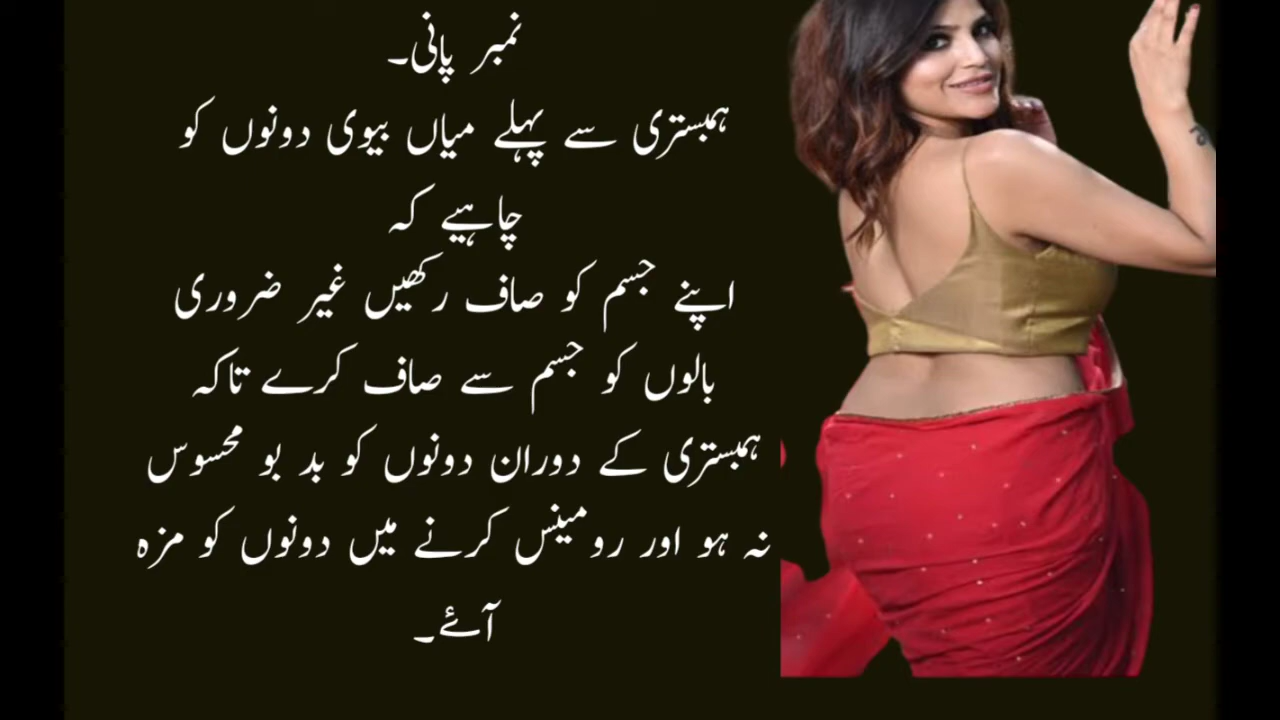 نمبر پانی۔
ہمبستری سے پہلے میاں بیوی دونوں کو
چاہیے کہ
اپنے جسم کو صاف رکھیں غیر ضروری
بالوں کو جسم سے صاف کرے تاکہ
ہمبستری کے دوران دونوں کو بد بو محسوس
نہ ہو اور رومینس کرنے میں دونوں کو مزہ
آئے۔